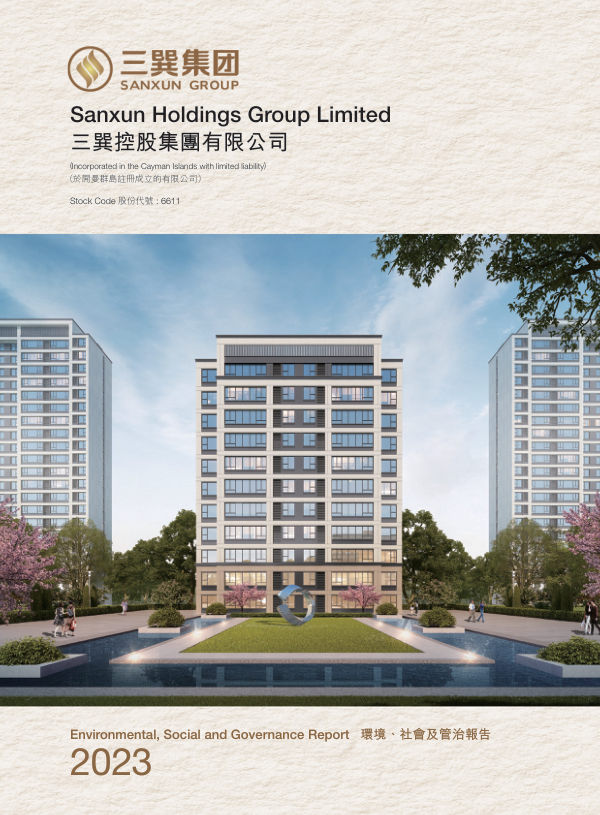 三巽集团
SANXUN GROUP
Sanxun Holdings Group Limited
三巽控股集團有限公司
(Incorporated in the Cayman Islands with limited liability)
(於開曼群島註冊成立的有限公司)
Stock Code 股份代號 : 6611
Environmental, Social and Governance Report 環境、社會及管治報告
2023